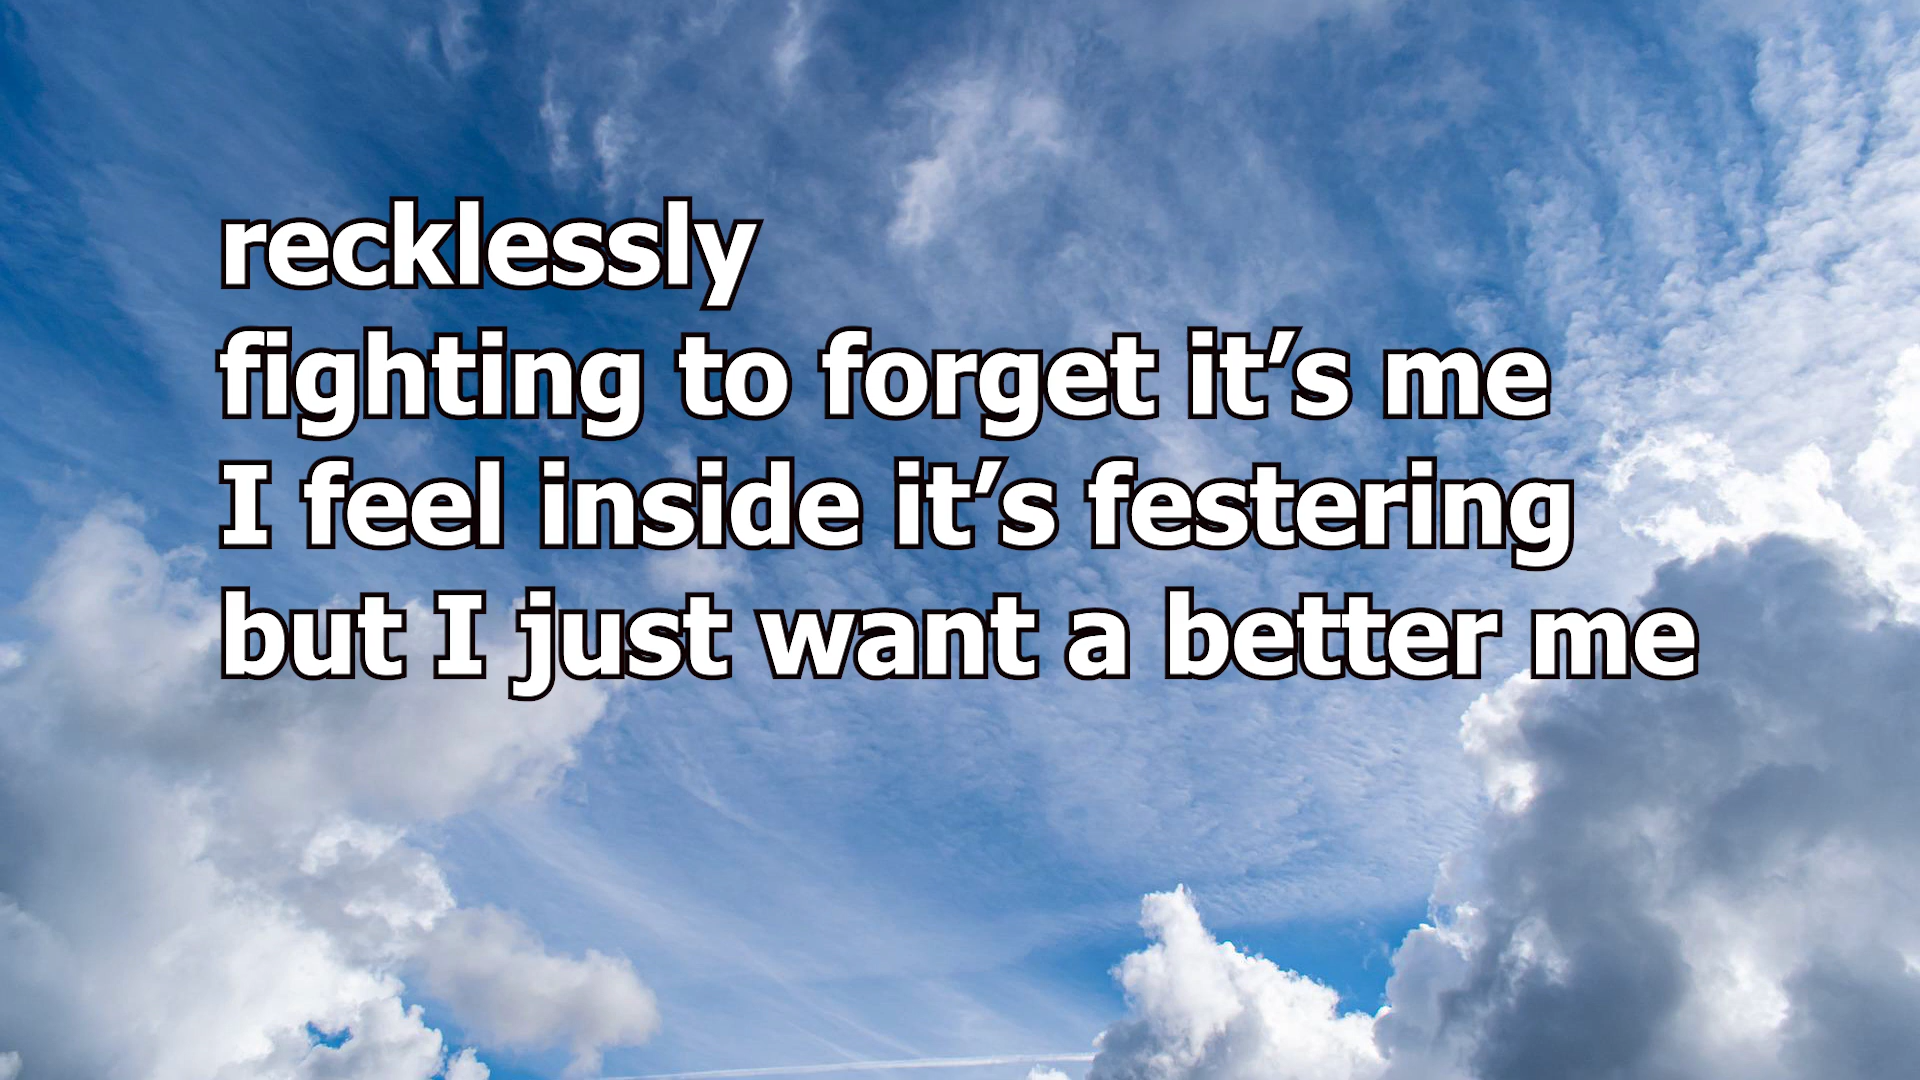 recklessly
fighting to forget it’s me
I feel inside it’s festering
but I just want a better me